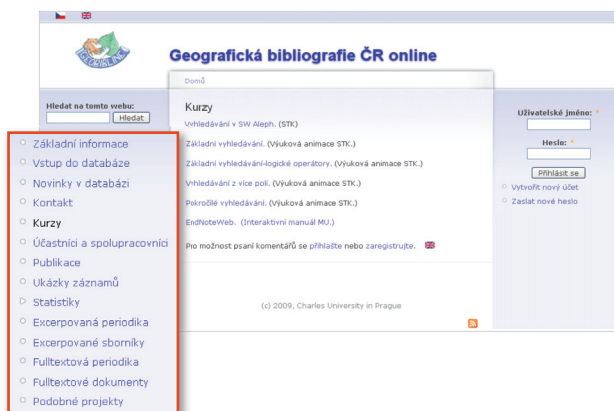 GEOBIBLINE
Geografická bibliografie ČR online
Domů
Hledat na tomto webu:
Hledat
Základní informace
Vstup do databáze
Novinky v databázi
Kontakt
Kurzy
Účastníci a spolupracovníci
Publikace
Ukázky záznamů
Statistiky
Excerpovaná periodika
Excerpované sborníky
Fulltextová periodika
Fulltextové dokumenty
Podobné projekty
Kurzy
Vyhledávání v SW Aleph. (STK)
Základní vyhledávání. (Výuková animace STK.)
Základní vyhledávání-logické operátory. (Výuková animace STK.)
Vyhledávání z více polí. (Výuková animace STK.)
Pokročilé vyhledávání. (Výuková animace STK.)
EndNoteWeb. (Interaktivní manuál MU.)
Pro možnost psaní komentářů se přihlašte nebo zaregistrujte.
(c) 2009, Charles University in Prague
Uživatelské jméno: *
Heslo: *
Přihlásit se
Vytvořit nový účet
Zaslat nové heslo